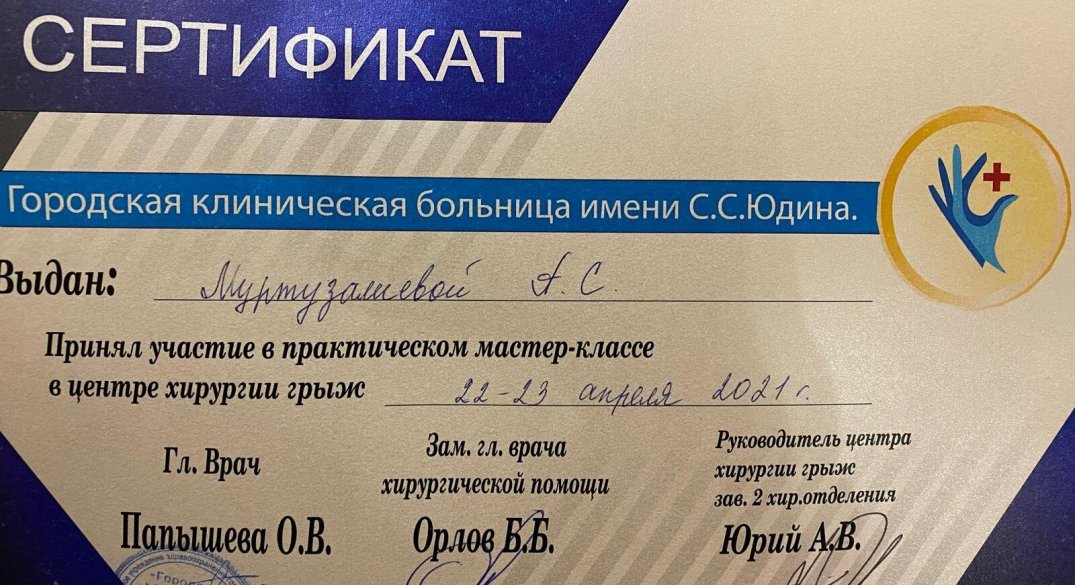 СЕРТИФИКАТ
Городская клиническая больница имени С.С.Юдина.
Выдан: Муртузалиевой А. С.
Принял участие в практическом мастер-классе
в центре хирургии грыж 22-23 апреля 2021 г.
Гл. Врач
Зам. гл. врача
хирургической помощи
Руководитель центра
хирургии грыж
зав. 2 хир.отделения
Папышева О.В. Орлов Б.Б. Юрий А.В.